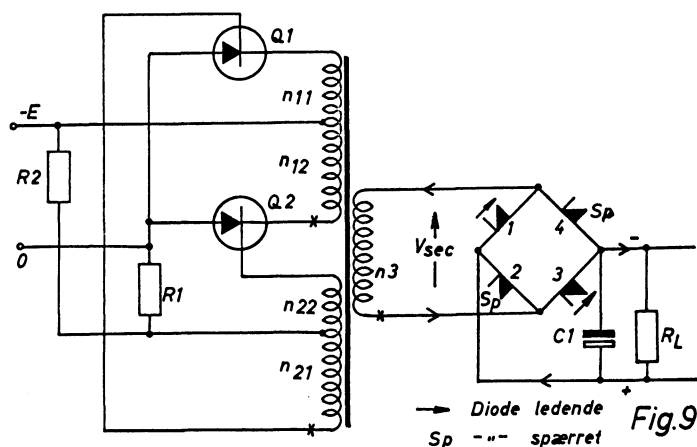 Q1
n11
-E
R2
n12
Q2
0
R1
n22
n21
n3
Vsec
1
Sp
4
2
Sp
3
-
C1
RL
+
Fig.9
→ Diode ledende
Sp -"- spærret